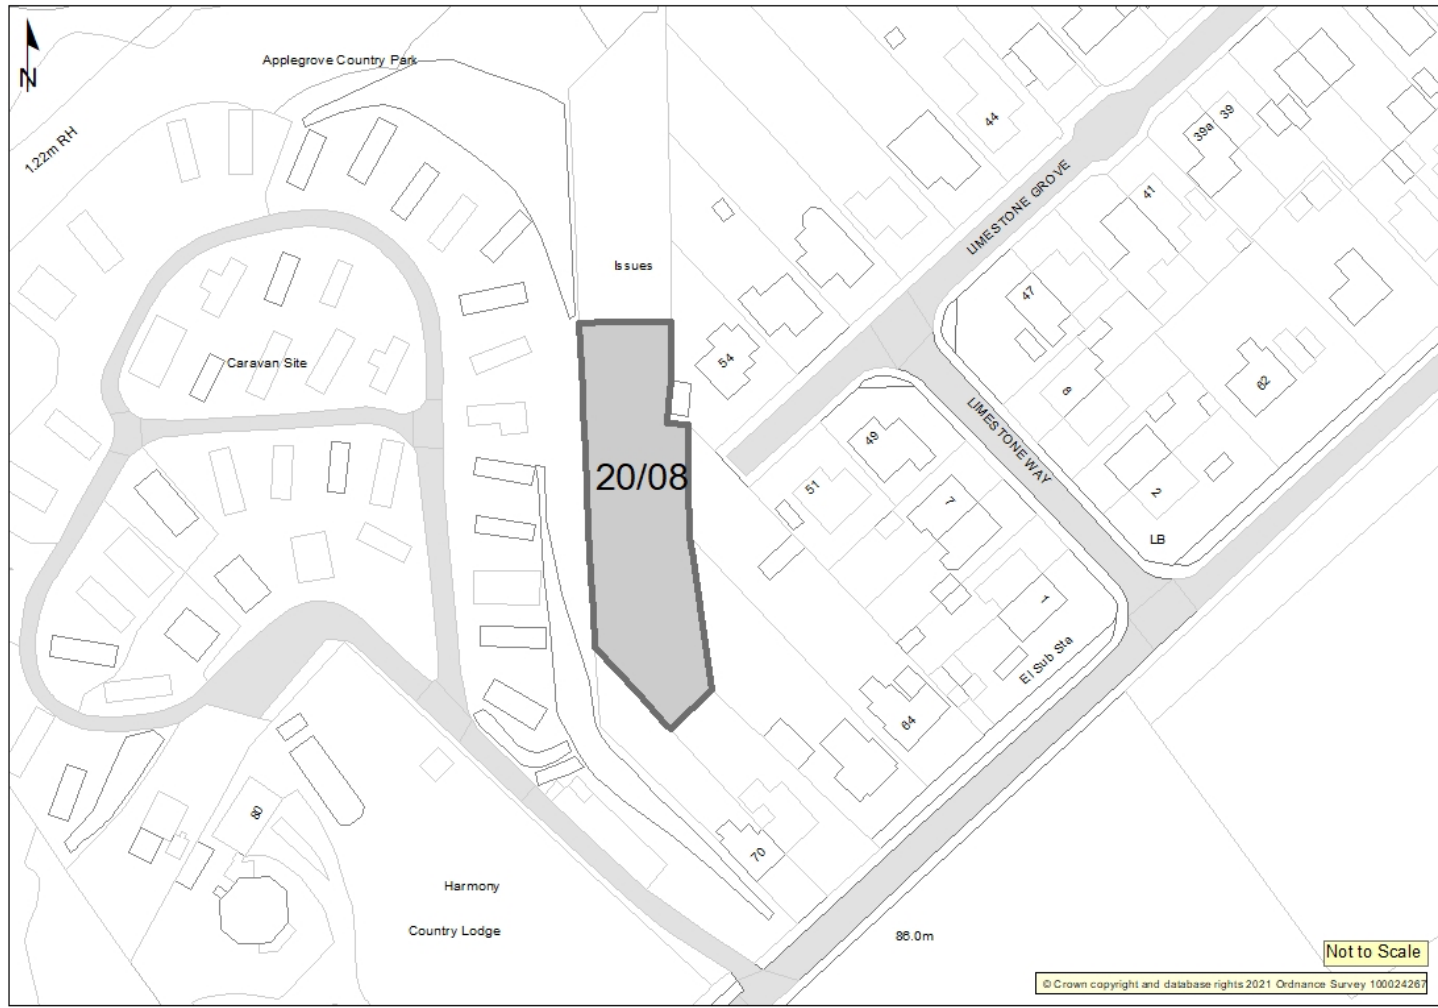 N
Applegrove Country Park
1.22m RH
Issues
Caravan Site
20/08
44
39a
39
41
LIMESTONE GROVE
47
54
8
62
LIMESTONE WAY
49
51
7
2
LB
1
El Sub Sta
64
70
80
Harmony
Country Lodge
86.0m
Not to Scale
© Crown copyright and database rights 2021 Ordnance Survey 100024267